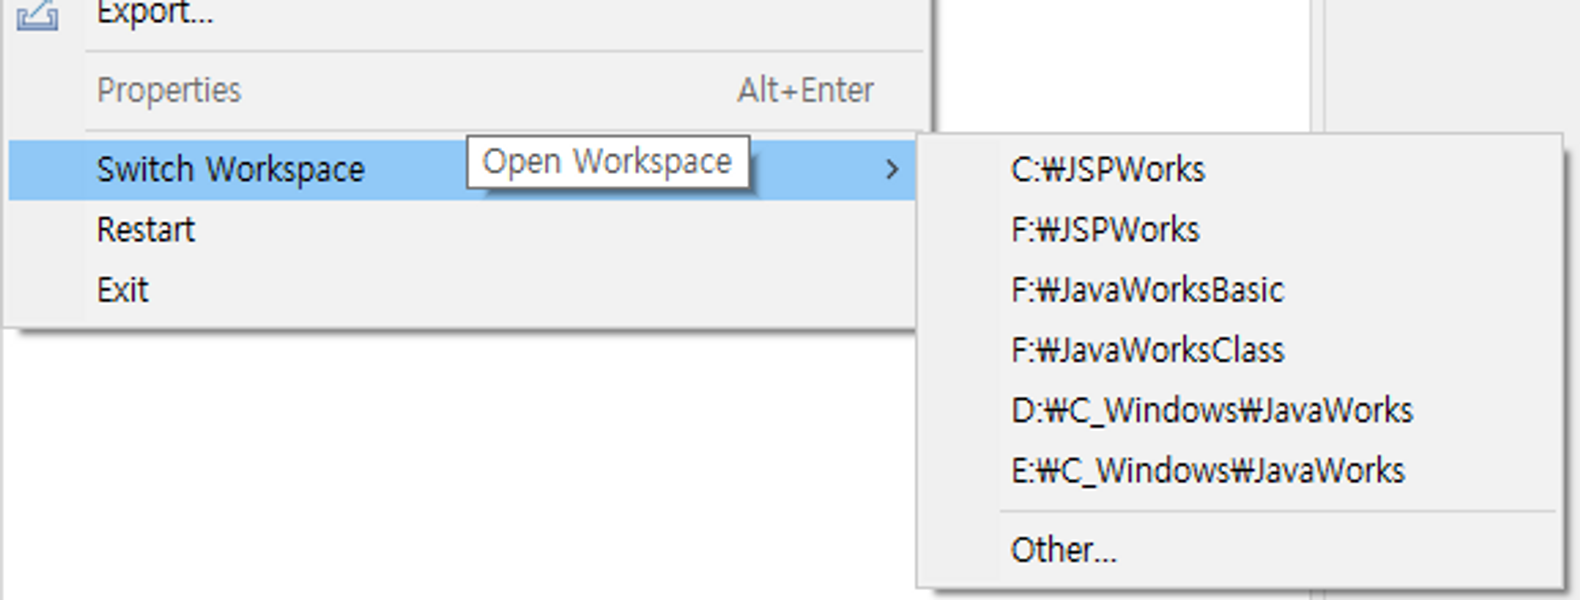 Export...
Properties Alt+Enter
Switch Workspace
Open Workspace
Restart
Exit
C:₩JSPWorks
F:₩JSPWorks
F:₩JavaWorksBasic
F:₩JavaWorksClass
D:₩C_Windows₩JavaWorks
E:₩C_Windows₩JavaWorks
Other...